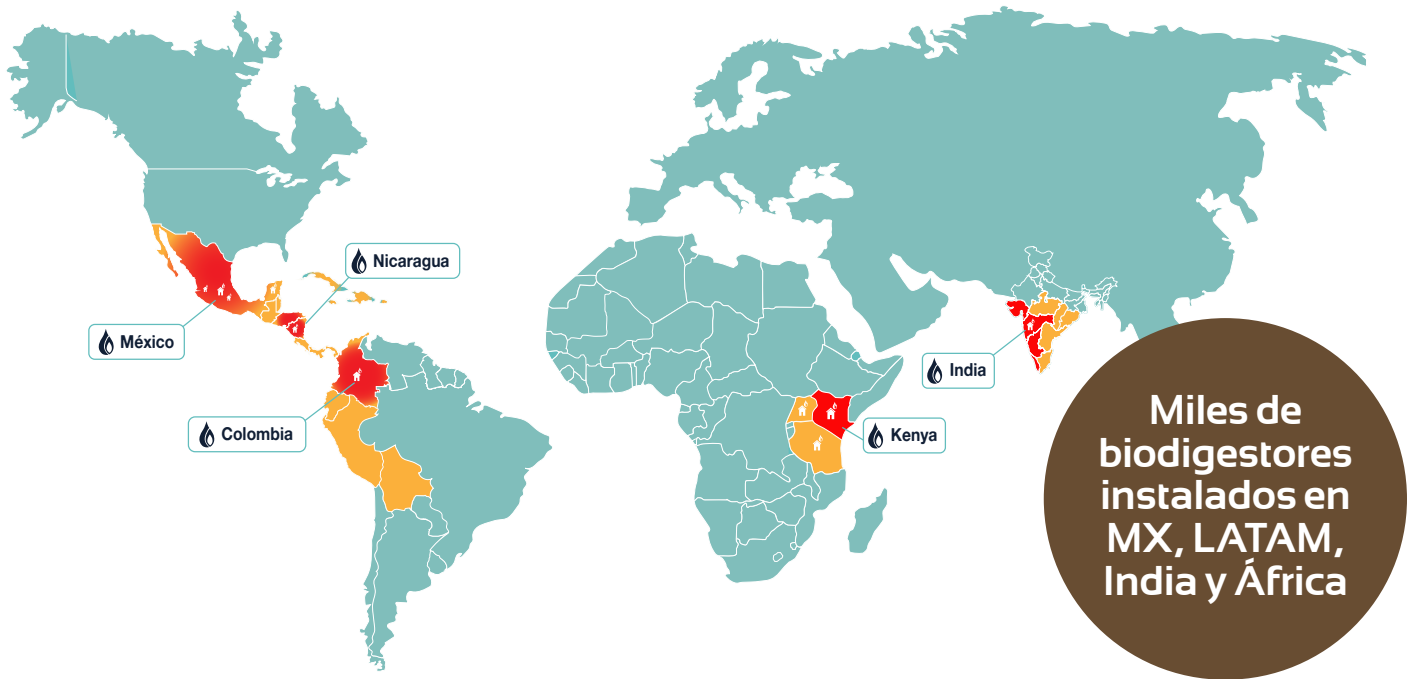 Nicaragua
México
India
Colombia
Kenya
Miles de
biodigestores
instalados en
MX, LATAM,
India y África